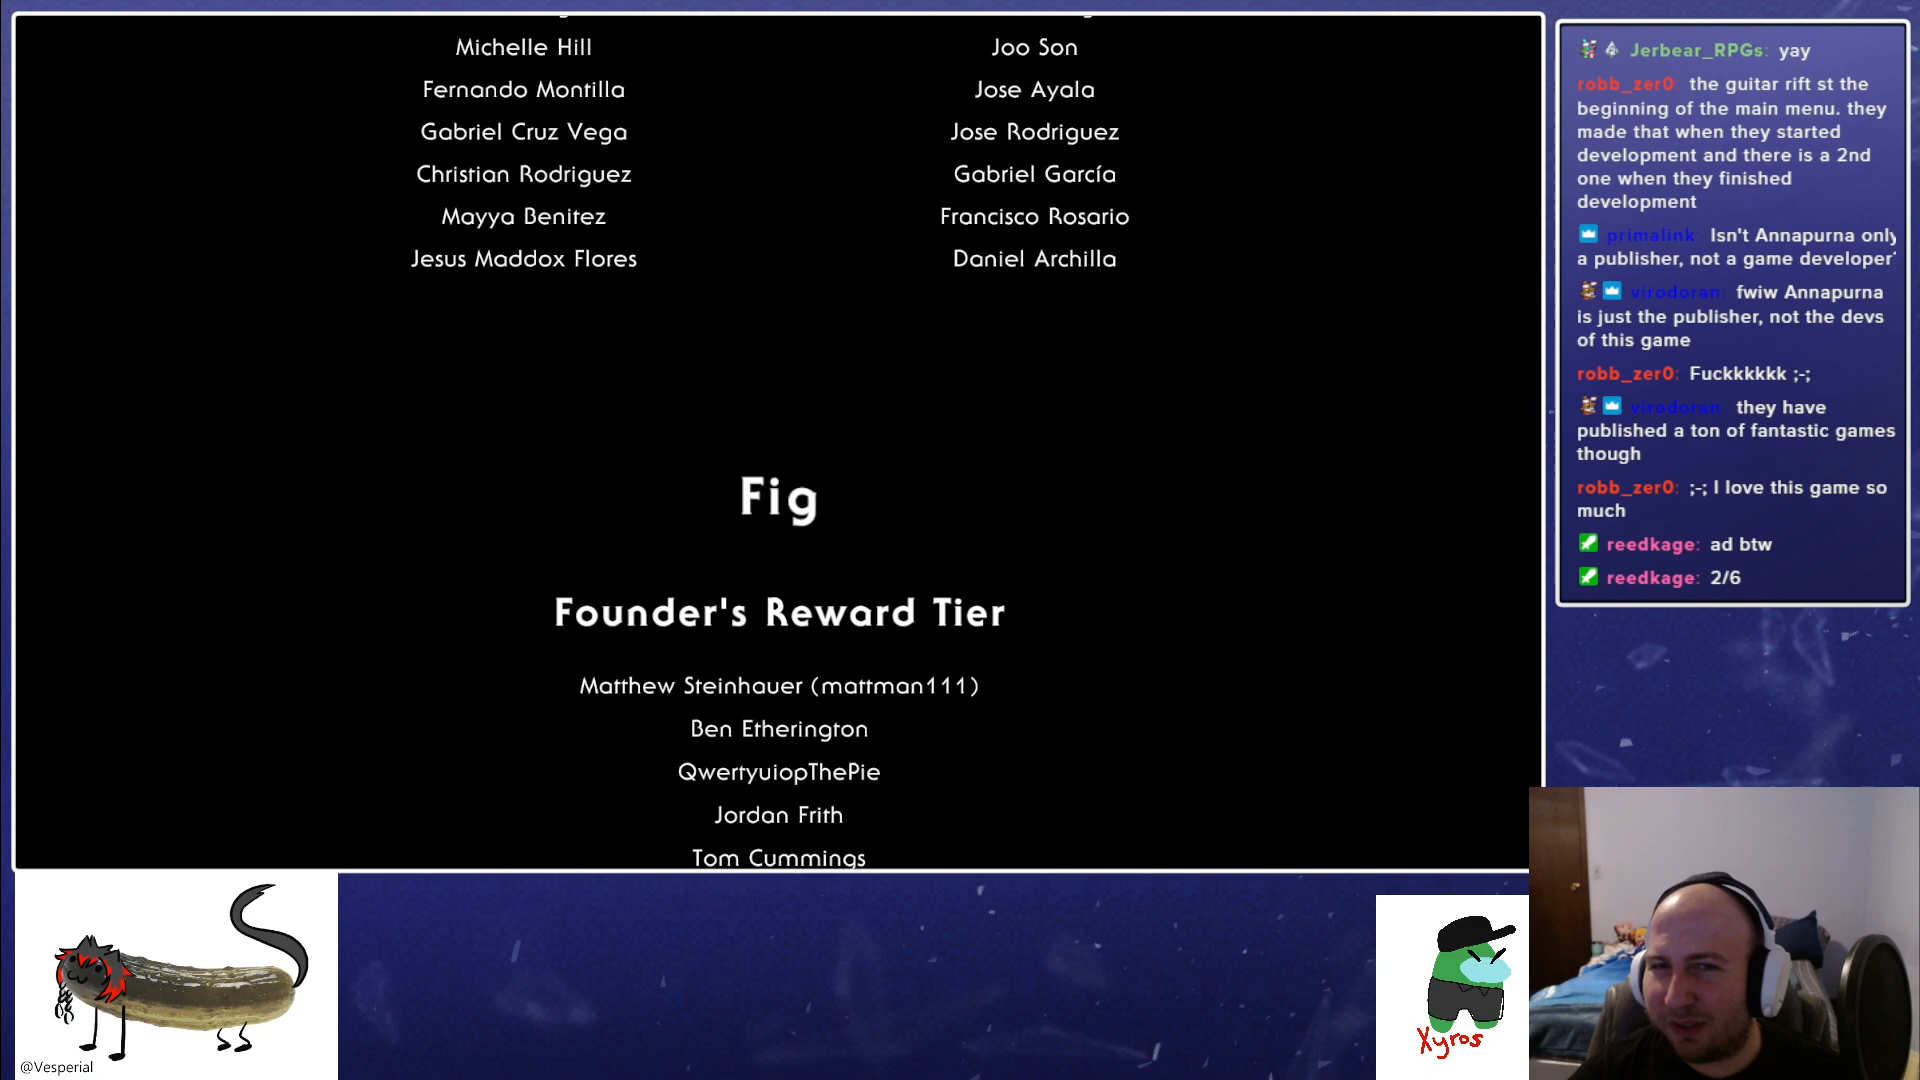 Michelle Hill
Joo Son
Fernando Montilla
Jose Ayala
Gabriel Cruz Vega
Jose Rodriguez
Christian Rodriguez
Gabriel García
Mayya Benitez
Francisco Rosario
Jesus Maddox Flores
Daniel Archilla
Fig
Founder's Reward Tier
Matthew Steinhauer (mattman111)
Ben Etherington
QwertyuiopThePie
Jordan Frith
Tom Cummings
Jerbear_RPGs: yay
robb_zer0: the guitar rift st the
beginning of the main menu. they
made that when they started
development and there is a 2nd
one when they finished
development
primalink: Isn't Annapurna only
a publisher, not a game developer
virodoran: fwiw Annapurna
is just the publisher, not the devs
of this game
robb_zer0: Fuckkkkkk ;-;
virodoran: they have
published a ton of fantastic games
though
robb_zer0: ;-; I love this game so
much
reedkage: ad btw
reedkage: 2/6
@Vesperial
Xyros